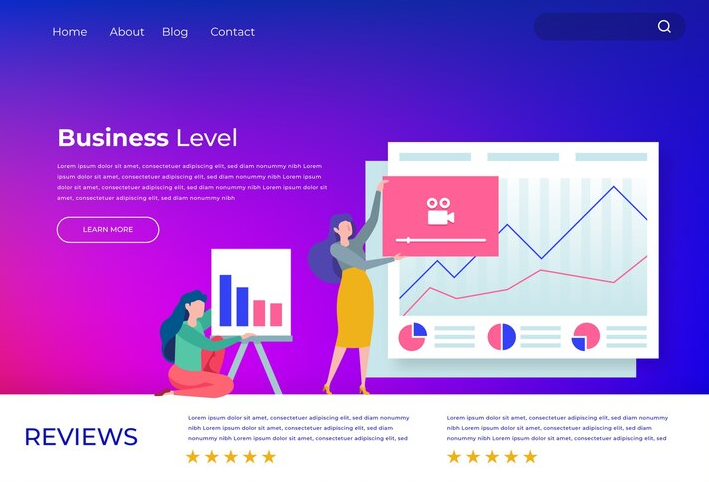 Home About Blog Contact
Business Level
Lorem ipsum dolor sit amet, consectetuer adipiscing elit, sed diam nonummy nibh Lorem
ipsum dolor sit amet, consectetuer adipiscing elit, sed diam nonummy nibh Lorem ipsum
dolor sit amet, consectetuer adipiscing elit, sed diam nonummy nibh Lorem ipsum dolor sit
amet, consectetuer adipiscing elit, sed diam nonummy nibh
LEARN MORE
REVIEWS
Lorem ipsum dolor sit amet, consectetuer adipiscing elit, sed diam nonummy
nibh Lorem ipsum dolor sit amet, consectetuer adipiscing elit, sed diam
nonummy nibh Lorem ipsum dolor sit amet, consectetuer adipiscing elit, sed
Lorem ipsum dolor sit amet, consectetuer adipiscing elit, sed diam nonummy
nibh Lorem ipsum dolor sit amet, consectetuer adipiscing elit, sed diam
nonummy nibh Lorem ipsum dolor sit amet, consectetuer adipiscing elit, sed